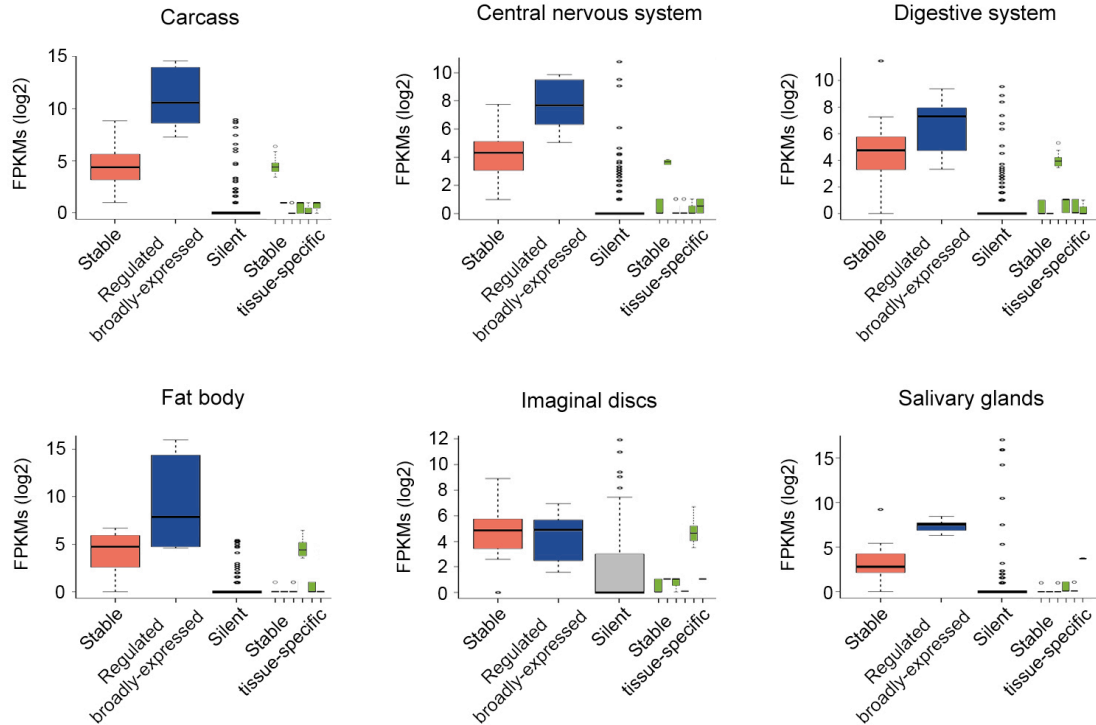 Carcass
FPKMs (log2)
15
10
5
0
Stable
Regulated
broadly-expressed
Silent
Stable
tissue-specific
Central nervous system
FPKMs (log2)
10
8
6
4
2
0
Stable
Regulated
broadly-expressed
Silent
Stable
tissue-specific
Digestive system
FPKMs (log2)
10
8
6
4
2
0
Stable
Regulated
broadly-expressed
Silent
Stable
tissue-specific
Fat body
FPKMs (log2)
15
10
5
0
Stable
Regulated
broadly-expressed
Silent
Stable
tissue-specific
Imaginal discs
FPKMs (log2)
12
10
8
6
4
2
0
Stable
Regulated
broadly-expressed
Silent
Stable
tissue-specific
Salivary glands
FPKMs (log2)
15
10
5
0
Stable
Regulated
broadly-expressed
Silent
Stable
tissue-specific